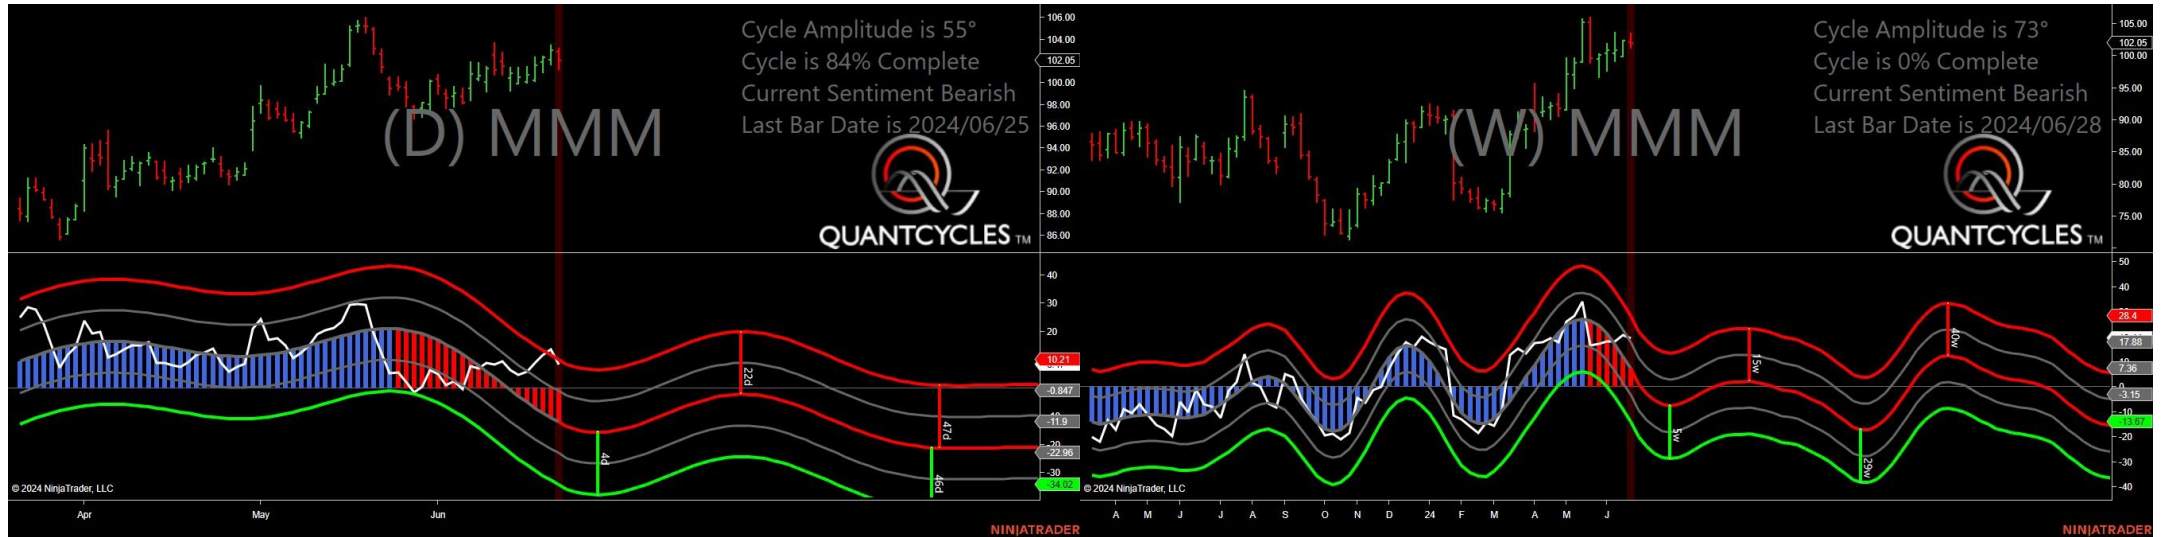 Cycle Amplitude is 55°
Cycle is 84% Complete
Current Sentiment Bearish
Last Bar Date is 2024/06/25
(D) MMM
QUANTCYCLES TM
106.00
104.00
102.05
100.00
98.00
96.00
94.00
92.00
90.00
88.00
86.00
40
30
20
10.21
-0.847
-11.9
-20
-22.96
-30
-34.02
22d
47d
4d
46d
© 2024 NinjaTrader, LLC
Apr May Jun
NINJATRADER
Cycle Amplitude is 73°
Cycle is 0% Complete
Current Sentiment Bearish
Last Bar Date is 2024/06/28
(W) MMM
QUANTCYCLES TM
105.00
102.05
100.00
95.00
90.00
85.00
80.00
75.00
50
40
28.4
17.88
7.36
-3.15
-10
-13.67
-20
-30
-40
15w
40w
5w
29w
© 2024 NinjaTrader, LLC
A M J J A S O N D 24 F M A M J
NINJATRADER